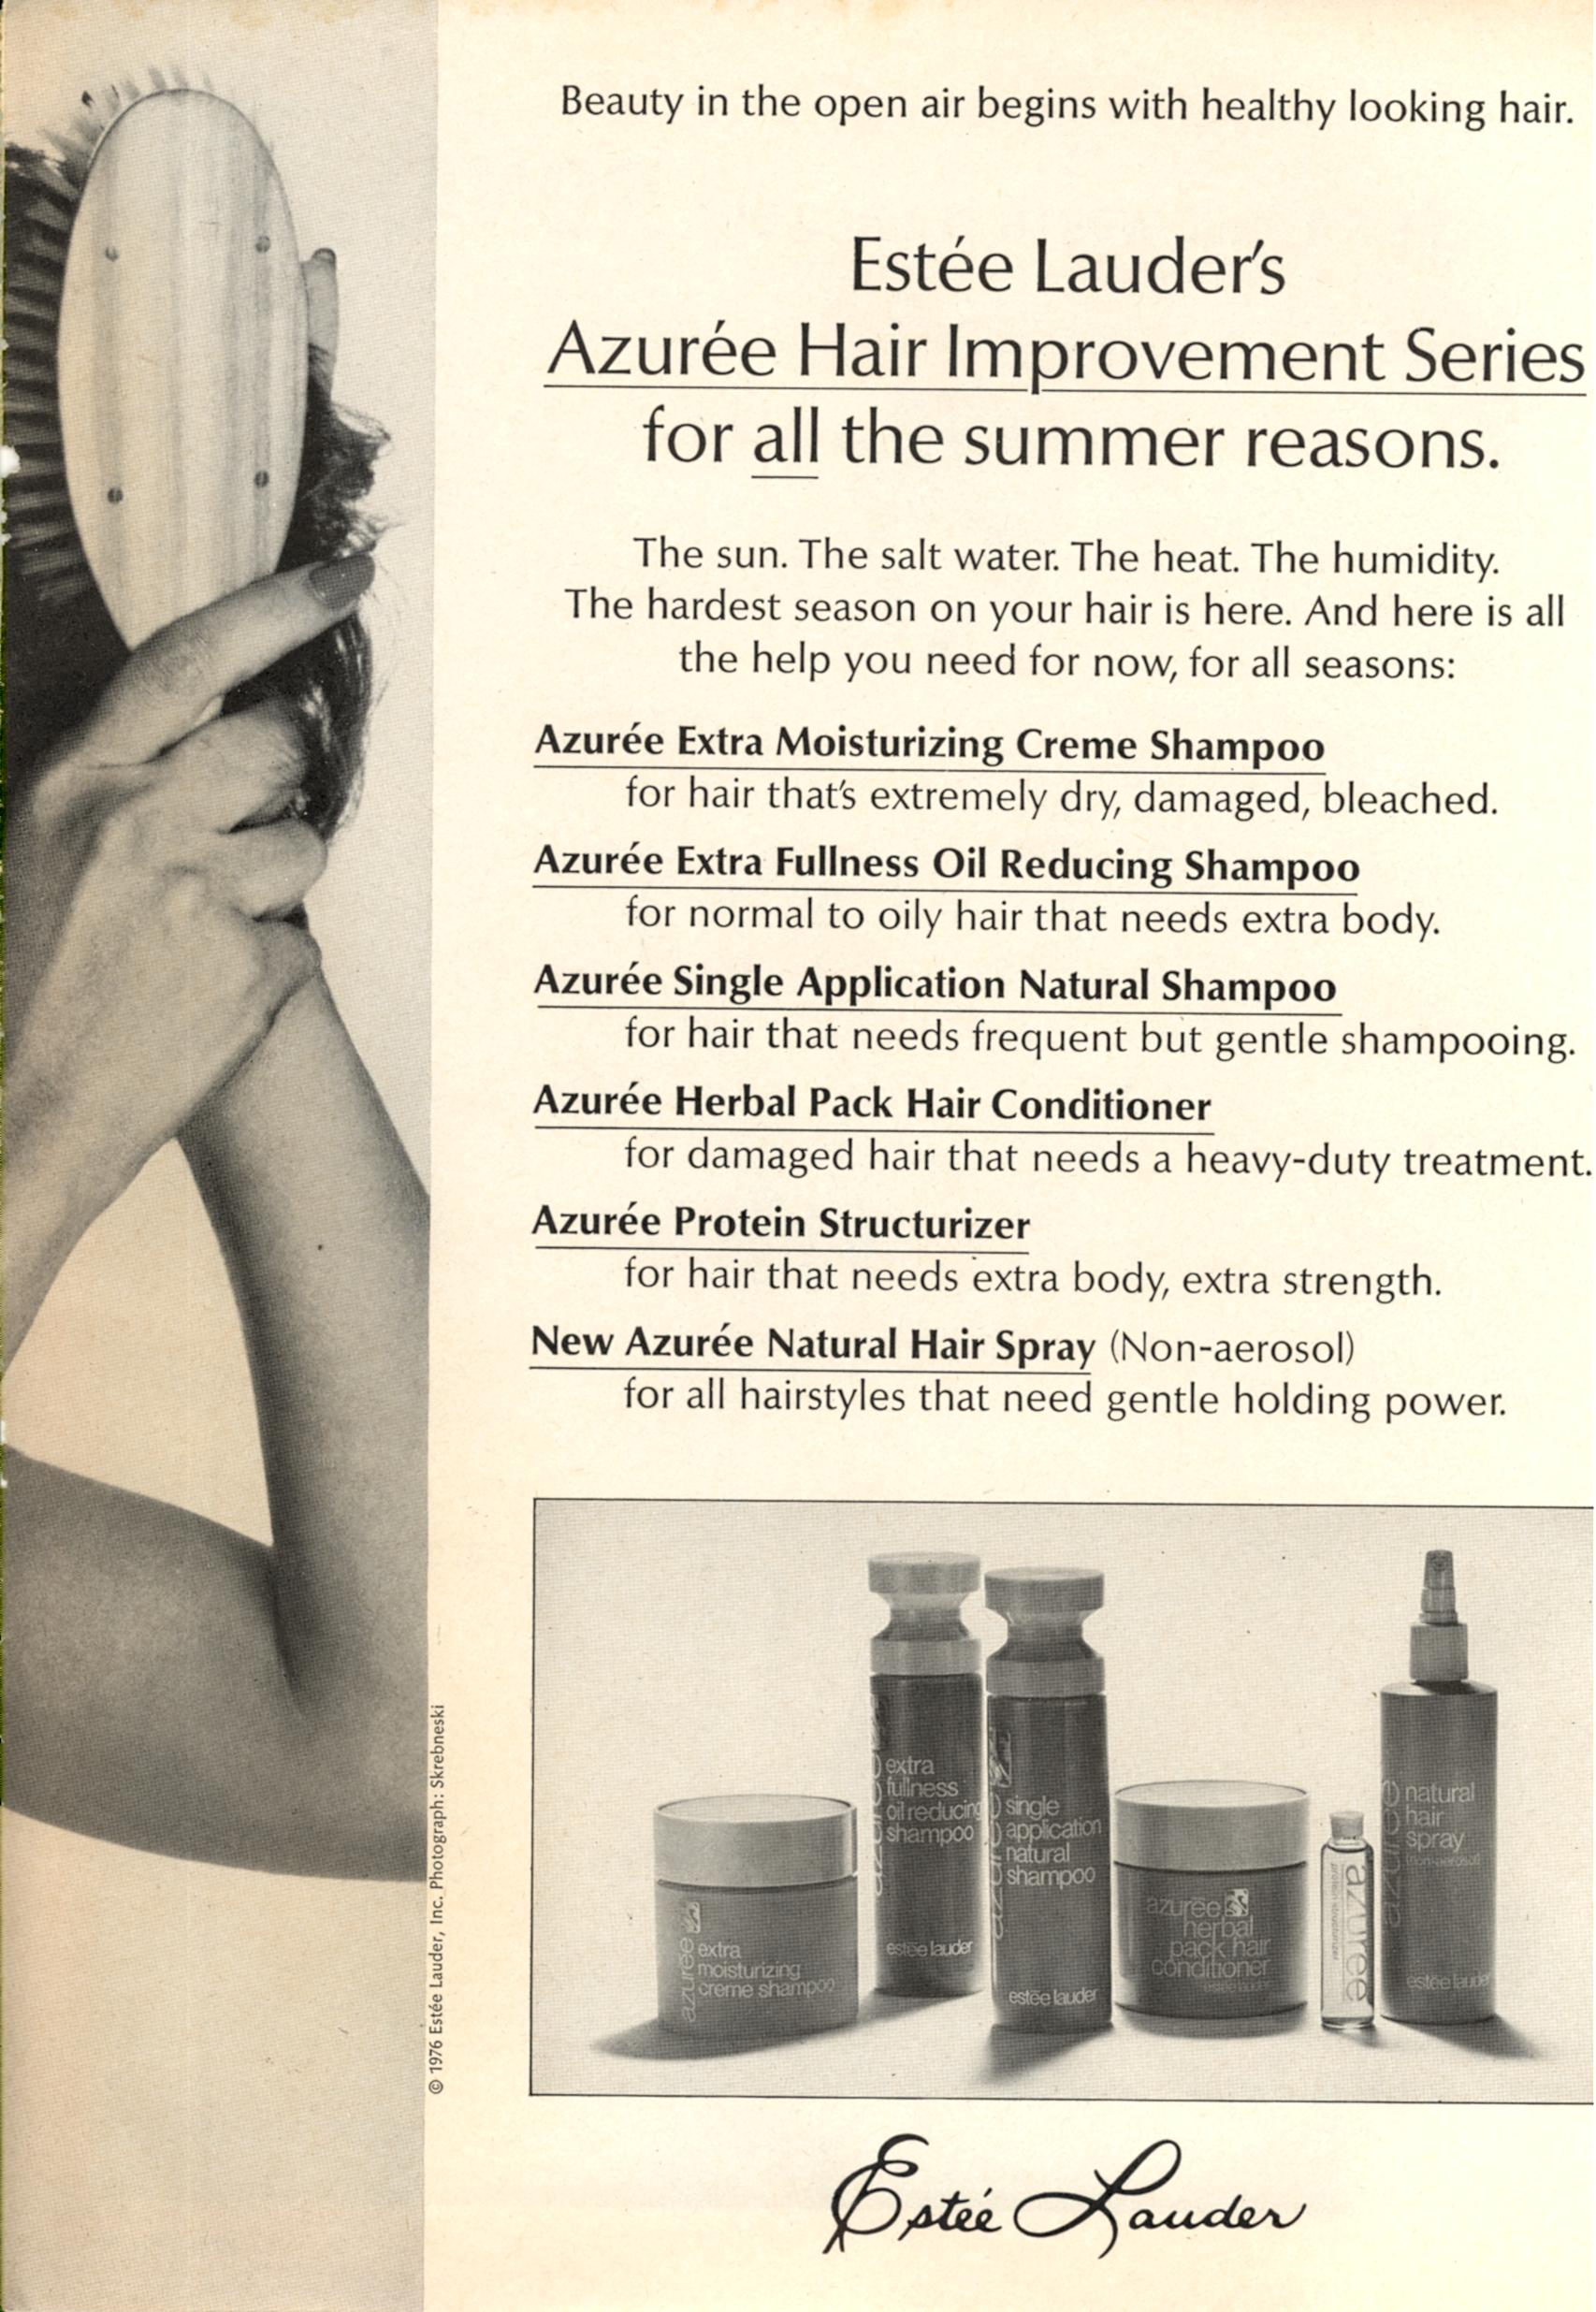 Beauty in the open air begins with healthy looking hair.
Estée Lauder's
Azurée Hair Improvement Series
for all the summer reasons.
The sun. The salt water. The heat. The humidity.
The hardest season on your hair is here. And here is all
the help you need for now, for all seasons:
Azurée Extra Moisturizing Creme Shampoo
for hair that's extremely dry, damaged, bleached.
Azurée Extra Fullness Oil Reducing Shampoo
for normal to oily hair that needs extra body.
Azurée Single Application Natural Shampoo
for hair that needs frequent but gentle shampooing.
Azurée Herbal Pack Hair Conditioner
for damaged hair that needs a heavy-duty treatment.
Azurée Protein Structurizer
for hair that needs extra body, extra strength.
New Azurée Natural Hair Spray (Non-aerosol)
for all hairstyles that need gentle holding power.
© 1976 Estée Lauder, Inc. Photograph: Skrebneski
azurée
extra
moisturizing
creme shampoo
azurée
extra
fullness
oil reducing
shampoo
estée lauder
azurée
single
application
natural
shampoo
estée lauder
azurée
herbal
pack hair
conditioner
estée lauder
azurée
protein structurizer
azurée
natural
hair
spray
non-aerosol
estée lauder
Estée Lauder